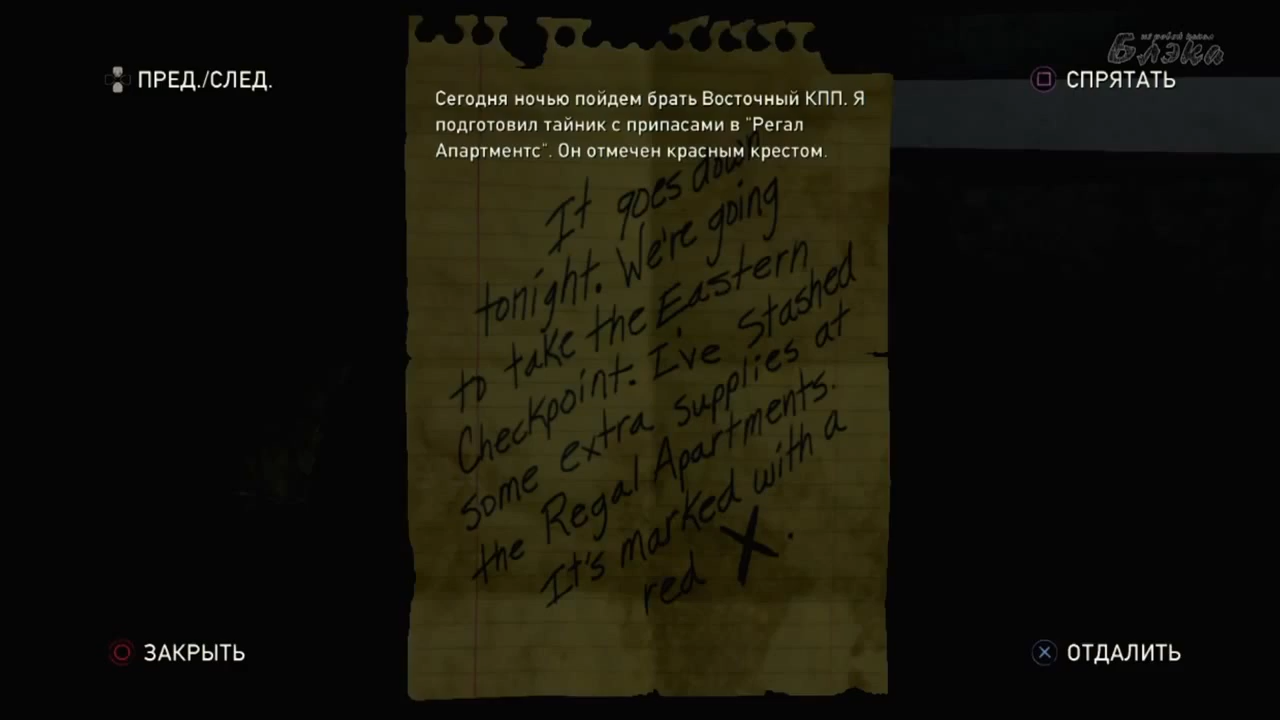 ПРЕД./СЛЕД.
Блэка
СПРЯТАТЬ
Сегодня ночью пойдем брать Восточный КПП. Я
подготовил тайник с припасами в "Регал
Апартментс". Он отмечен красным крестом.
It goes down
tonight. We're going
to take the Eastern
Checkpoint. I've Stashed
some extra supplies at
the Regal Apartments.
It's marked with a
red X.
ЗАКРЫТЬ
ОТДАЛИТЬ